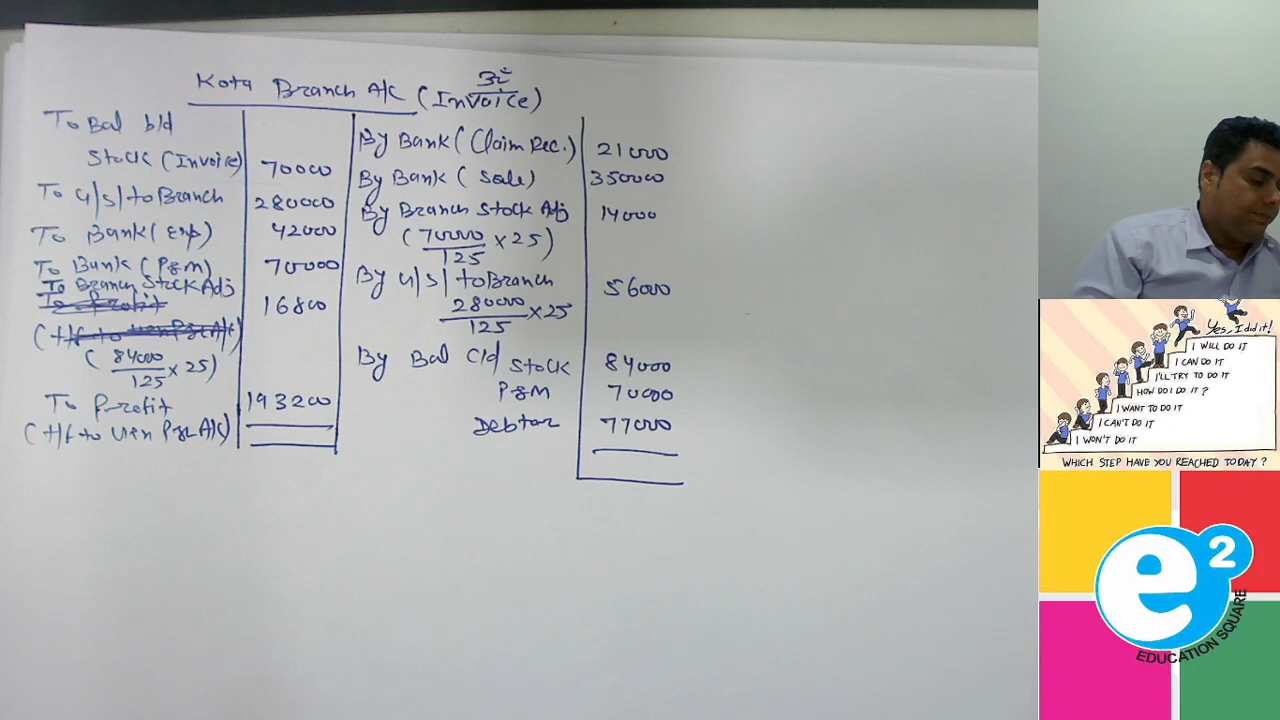 Kota Branch A/c (Invoice)
To Bal b/d
Stock (Invoice) 70000
To G/S/to Branch 280000
To Bank (Exp) 42000
To Bank (P&M) 70000
To Branch Stock Adj 16800
To Profit
(84000/125 × 25)
To Profit 193200
(t/f to Gen P&L A/c)
By Bank (Claim Rec.) 21000
By Bank (Sale) 350000
By Branch Stock Adj 14000
(70000/125 × 25)
By G/S/to Branch 56000
280000/125 × 25
By Bal C/d Stock 84000
P&M 70000
Debtor 77000
Yes, I did it!
I WILL DO IT
I CAN DO IT
I'LL TRY TO DO IT
HOW DO I DO IT?
I WANT TO DO IT
I CAN'T DO IT
I WON'T DO IT
WHICH STEP HAVE YOU REACHED TODAY?
e2
EDUCATION SQUARE